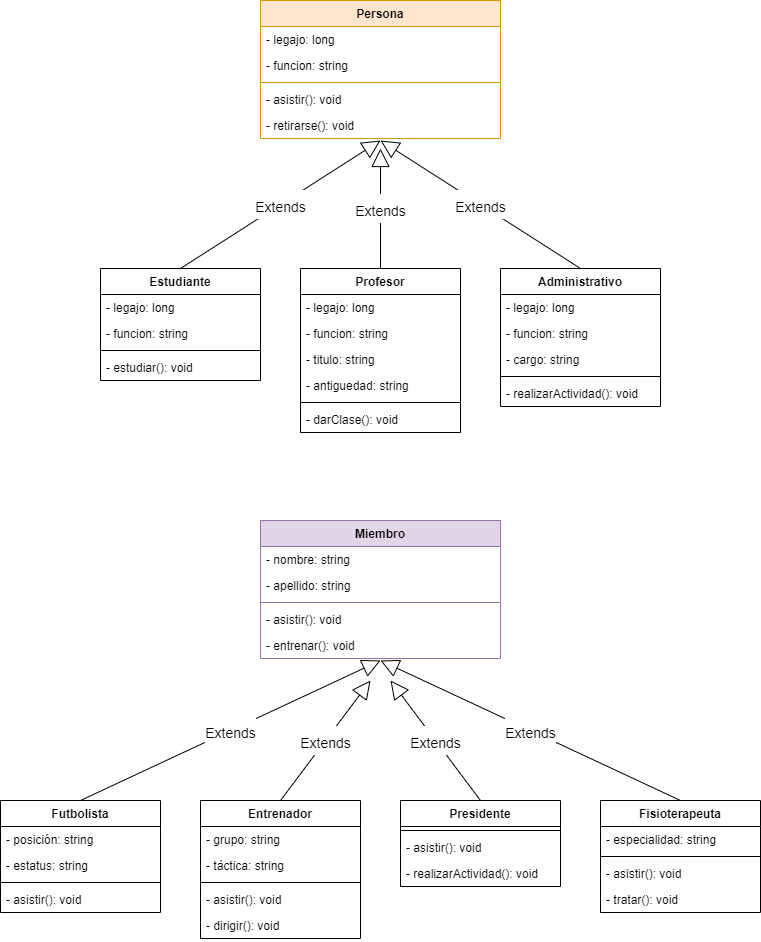 Persona
- legajo: long
- funcion: string
- asistir(): void
- retirarse(): void
Extends
Extends
Extends
Estudiante
- legajo: long
- funcion: string
- estudiar(): void
Profesor
- legajo: long
- funcion: string
- titulo: string
- antiguedad: string
- darClase(): void
Administrativo
- legajo: long
- funcion: string
- cargo: string
- realizarActividad(): void
Miembro
- nombre: string
- apellido: string
- asistir(): void
- entrenar(): void
Extends
Extends
Extends
Extends
Futbolista
- posición: string
- estatus: string
- asistir(): void
Entrenador
- grupo: string
- táctica: string
- asistir(): void
- dirigir(): void
Presidente
- asistir(): void
- realizarActividad(): void
Fisioterapeuta
- especialidad: string
- asistir(): void
- tratar(): void